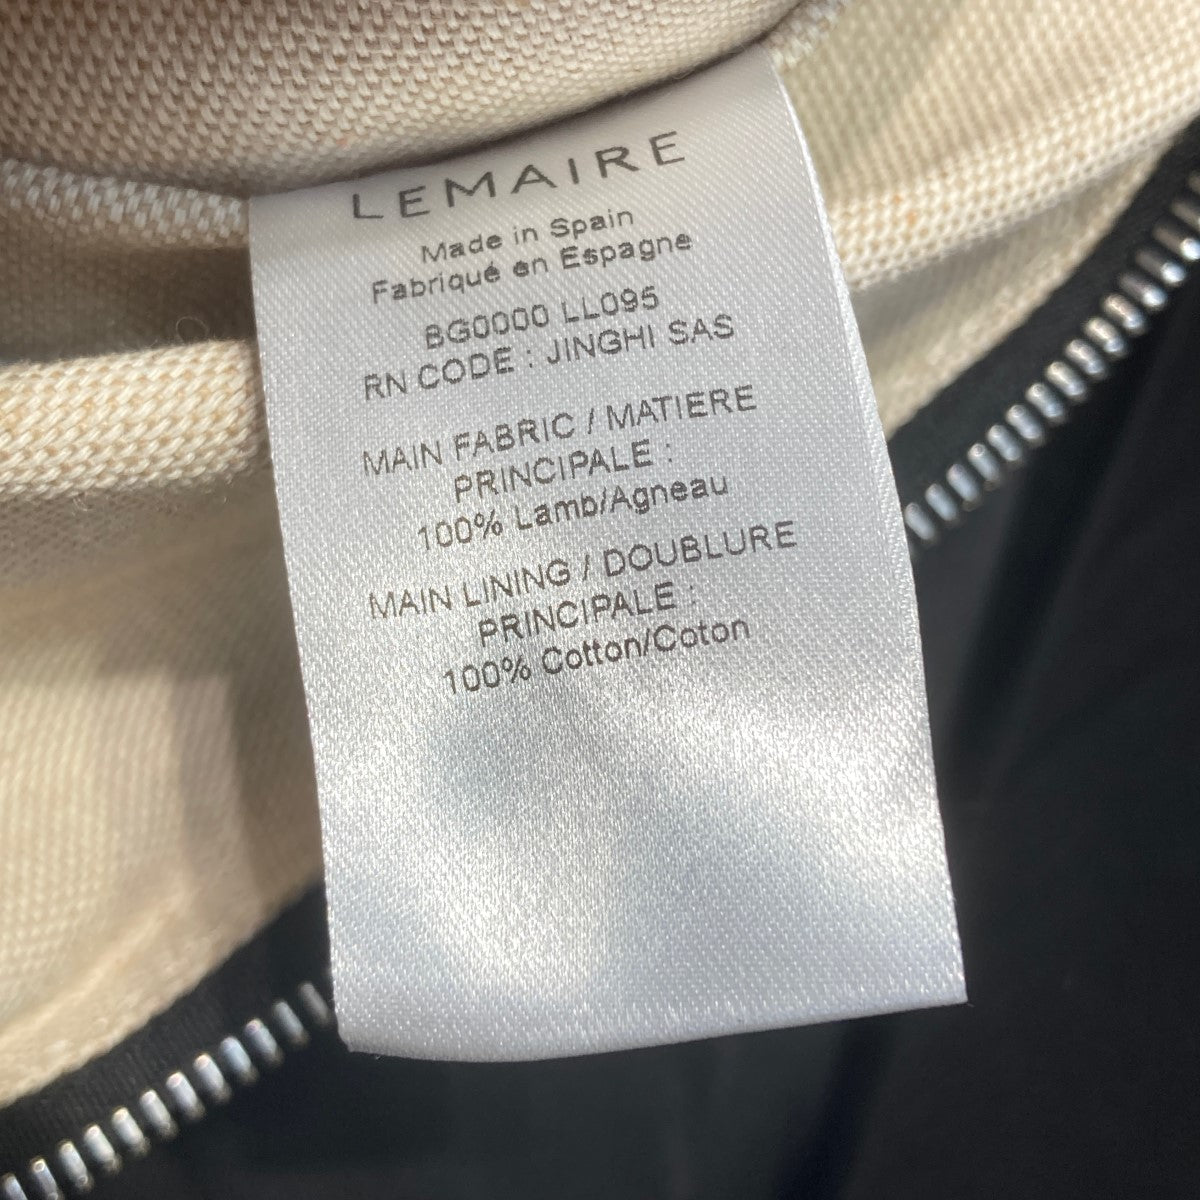 LEMAIRE
Made in Spain
Fabriqué en Espagne
BG0000 LL095
RN CODE : JINGHI SAS
MAIN FABRIC / MATIERE
PRINCIPALE :
100% Lamb/Agneau
MAIN LINING / DOUBLURE
PRINCIPALE :
100% Cotton/Coton